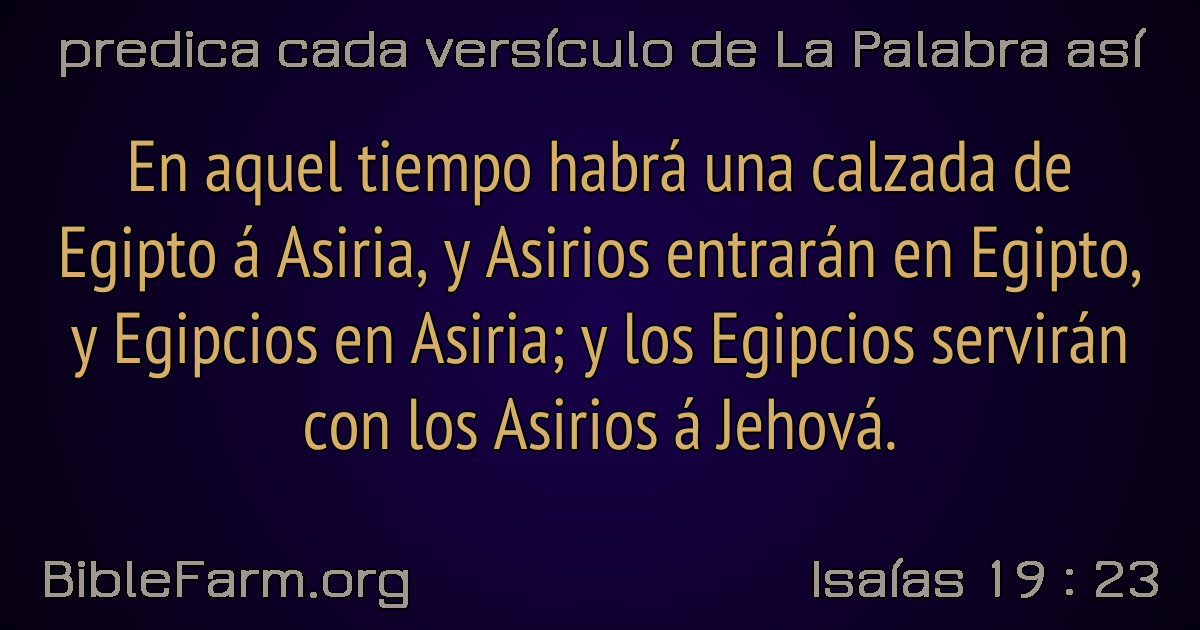 predica cada versículo de La Palabra así
En aquel tiempo habrá una calzada de
Egipto á Asiria, y Asirios entrarán en Egipto,
y Egipcios en Asiria; y los Egipcios servirán
con los Asirios á Jehová.
BibleFarm.org
Isaías 19 : 23